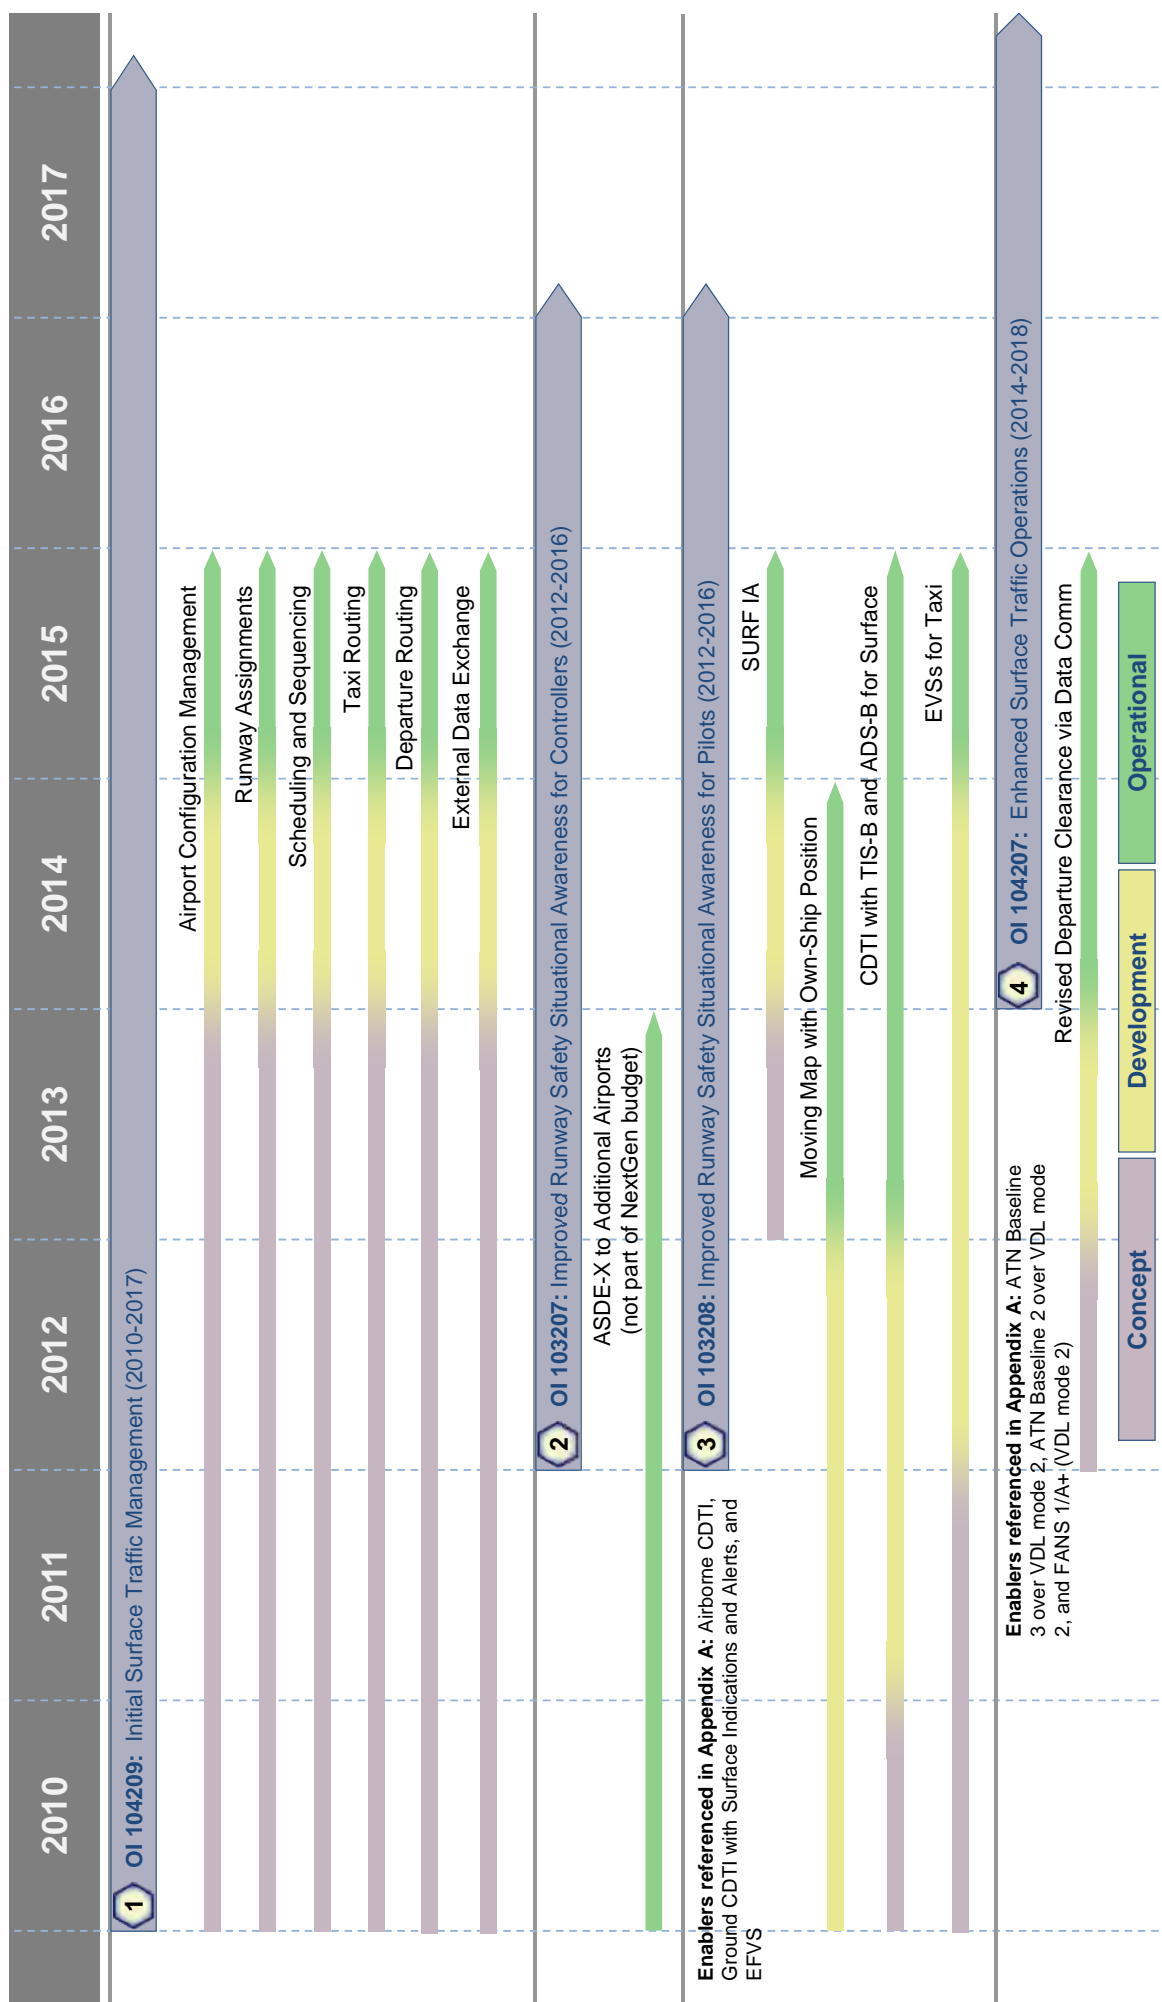 2010 2011 2012 2013 2014 2015 2016 2017
1 OI 104209: Initial Surface Traffic Management (2010-2017)
Airport Configuration Management
Runway Assignments
Scheduling and Sequencing
Taxi Routing
Departure Routing
External Data Exchange
2 OI 103207: Improved Runway Safety Situational Awareness for Controllers (2012-2016)
ASDE-X to Additional Airports
(not part of NextGen budget)
3 OI 103208: Improved Runway Safety Situational Awareness for Pilots (2012-2016)
Enablers referenced in Appendix A: Airborne CDTI,
Ground CDTI with Surface Indications and Alerts, and
EFVS
SURF IA
Moving Map with Own-Ship Position
CDTI with TIS-B and ADS-B for Surface
EVSs for Taxi
4 OI 104207: Enhanced Surface Traffic Operations (2014-2018)
Enablers referenced in Appendix A: ATN Baseline
3 over VDL mode 2, ATN Baseline 2 over VDL mode
2, and FANS 1/A+ (VDL mode 2)
Revised Departure Clearance via Data Comm
Concept Development Operational